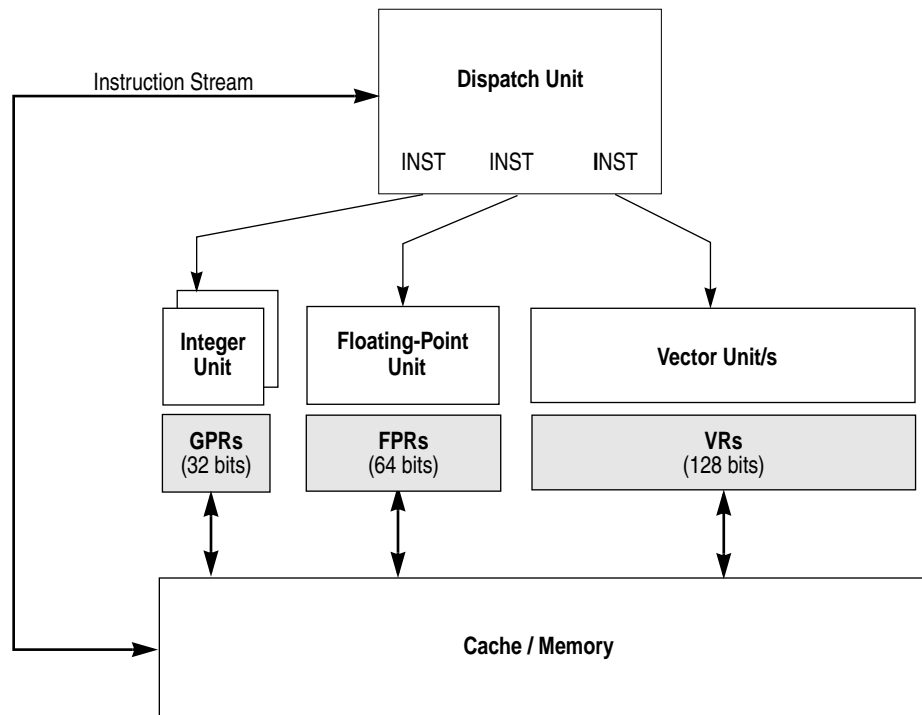 Instruction Stream
Dispatch Unit
INST INST INST
Integer
Unit
Floating-Point
Unit
Vector Unit/s
GPRs
(32 bits)
FPRs
(64 bits)
VRs
(128 bits)
Cache / Memory